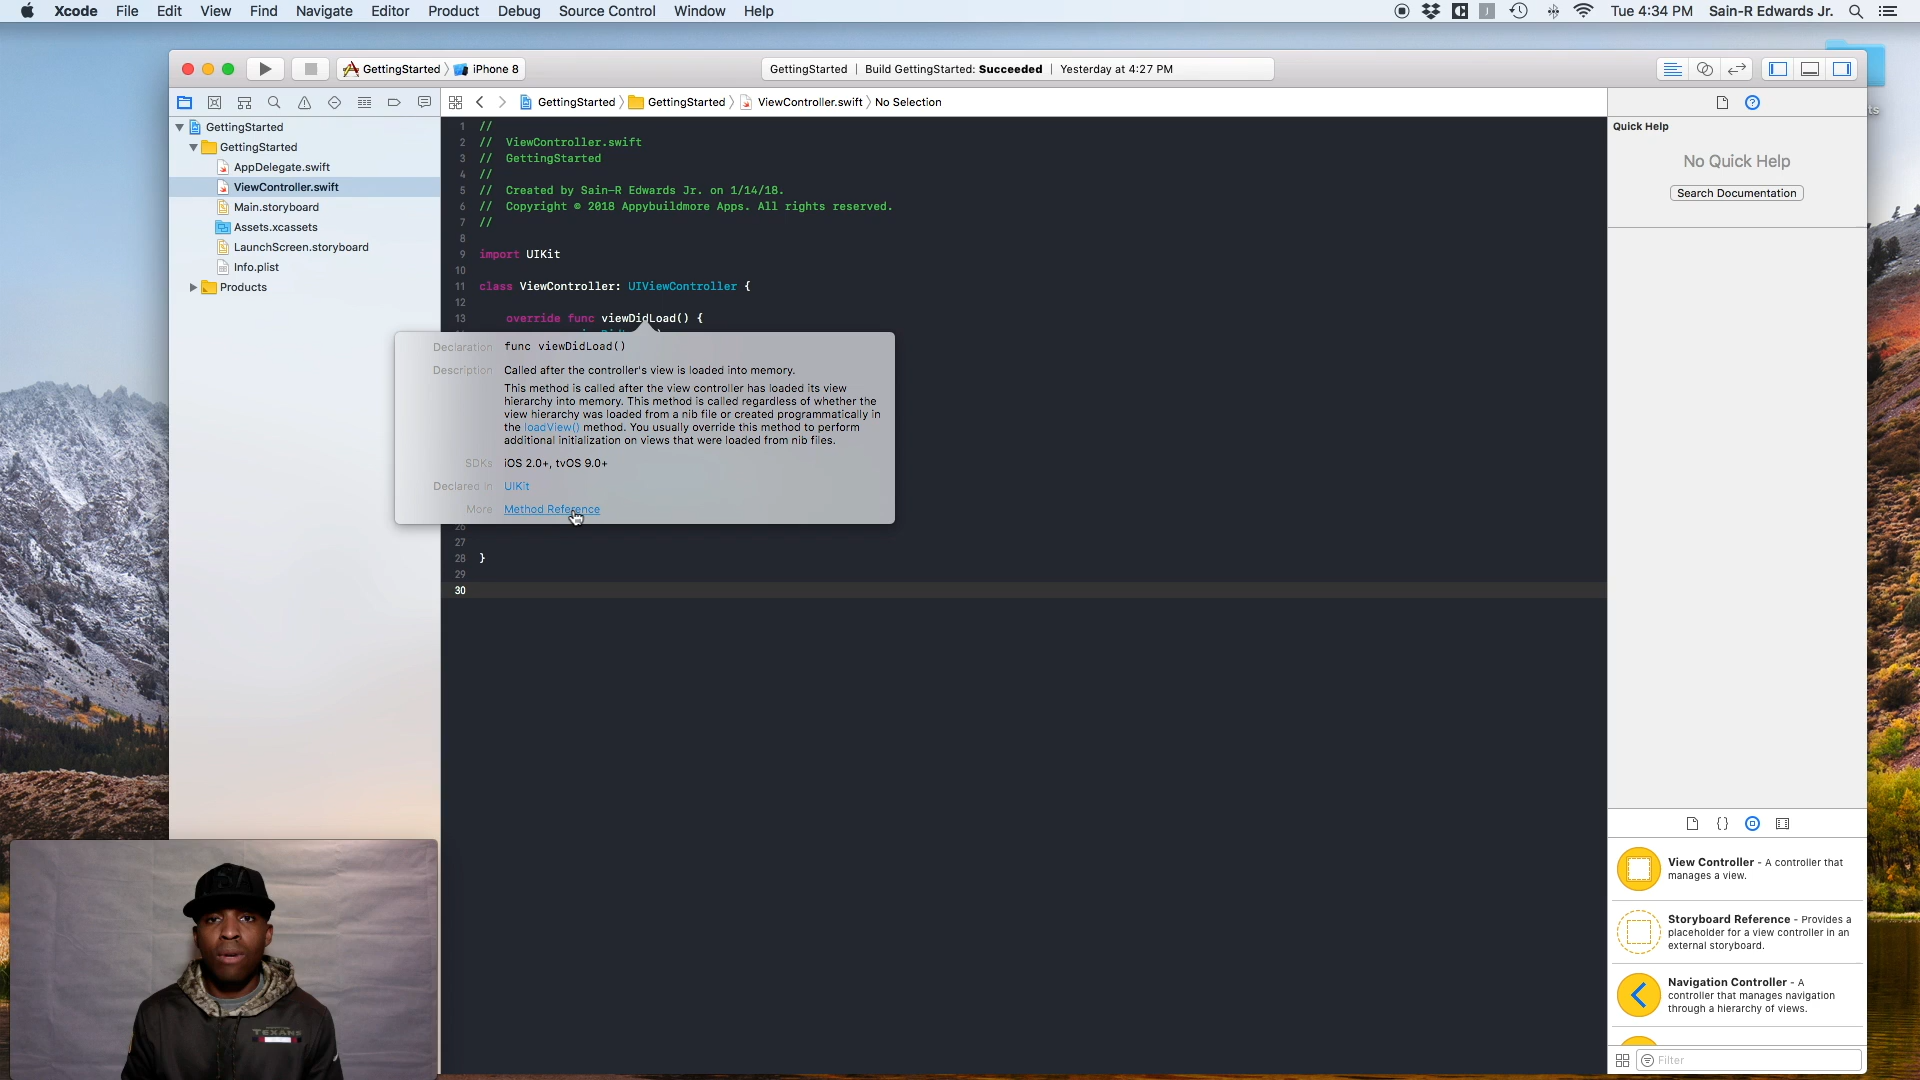 Xcode File Edit View Find Navigate Editor Product Debug Source Control Window Help
Tue 4:34 PM Sain-R Edwards Jr.
GettingStarted iPhone 8
GettingStarted | Build GettingStarted: Succeeded | Yesterday at 4:27 PM
GettingStarted GettingStarted ViewController.swift No Selection
GettingStarted
GettingStarted
AppDelegate.swift
ViewController.swift
Main.storyboard
Assets.xcassets
LaunchScreen.storyboard
Info.plist
Products
1 //
2 // ViewController.swift
3 // GettingStarted
4 //
5 // Created by Sain-R Edwards Jr. on 1/14/18.
6 // Copyright © 2018 Appybuildmore Apps. All rights reserved.
7 //
8
9 import UIKit
10
11 class ViewController: UIViewController {
12
13 override func viewDidLoad() {
Declaration func viewDidLoad()
Description Called after the controller's view is loaded into memory.
This method is called after the view controller has loaded its view
hierarchy into memory. This method is called regardless of whether the
view hierarchy was loaded from a nib file or created programmatically in
the loadView() method. You usually override this method to perform
additional initialization on views that were loaded from nib files.
SDKs iOS 2.0+, tvOS 9.0+
Declared In UIKit
More Method Reference
26
27
28 }
29
30
Quick Help
No Quick Help
Search Documentation
View Controller - A controller that
manages a view.
Storyboard Reference - Provides a
placeholder for a view controller in an
external storyboard.
Navigation Controller - A
controller that manages navigation
through a hierarchy of views.
Filter
TEXANS